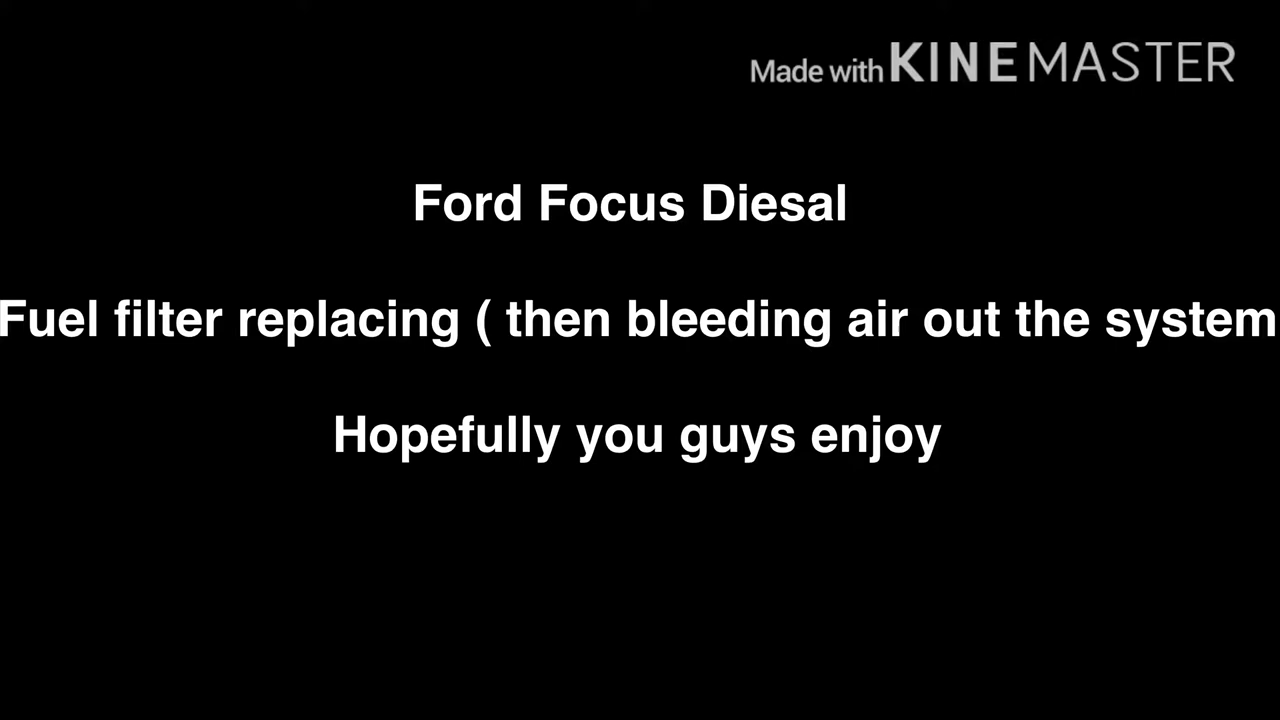 Made with KINEMASTER
Ford Focus Diesal
Fuel filter replacing ( then bleeding air out the system
Hopefully you guys enjoy